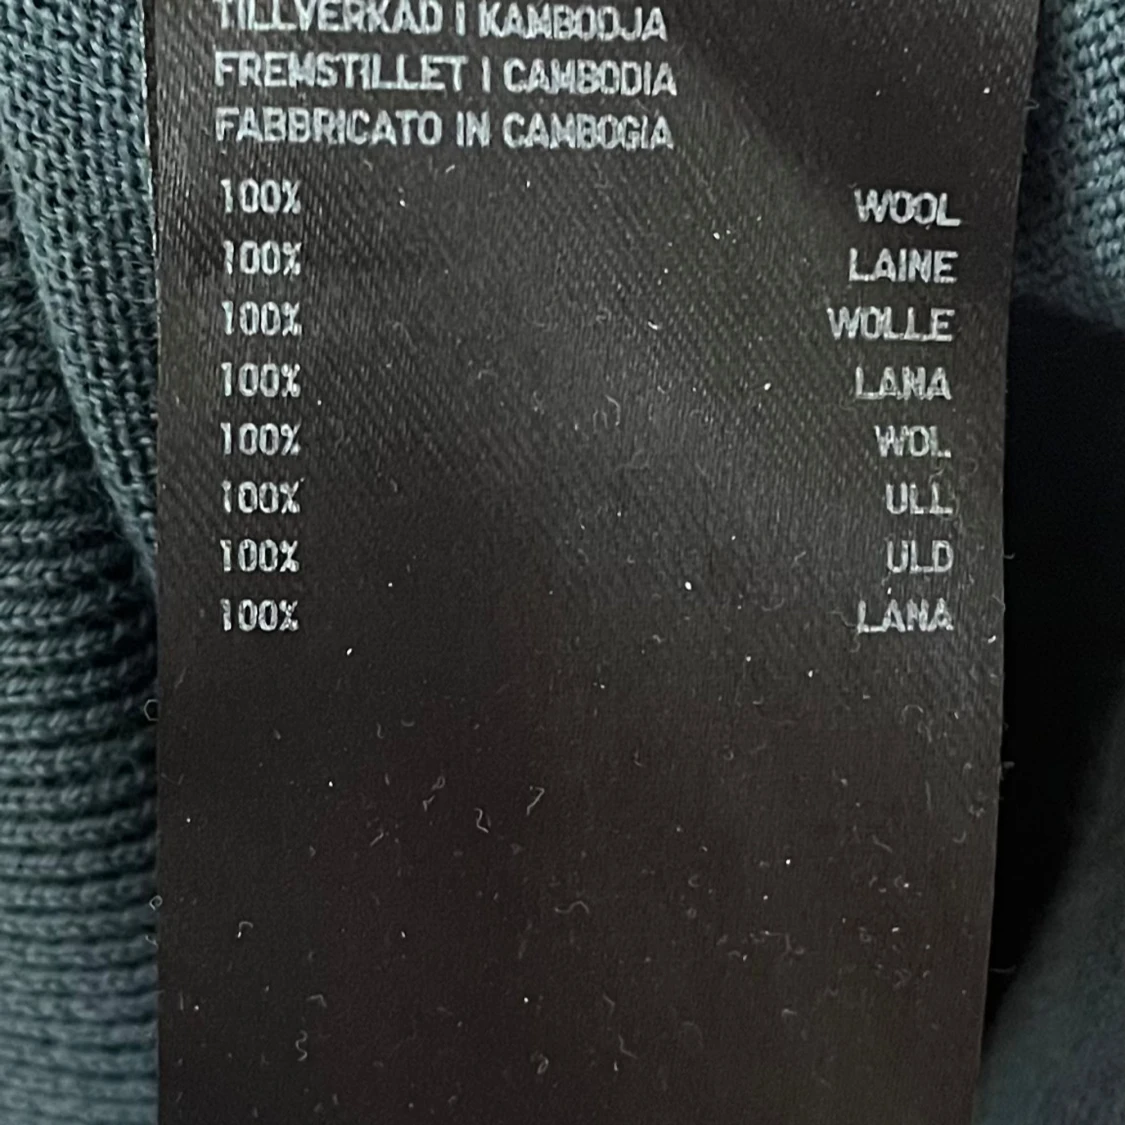 TILLVERKAD I KAMBODJA
FREMSTILLET I CAMBODIA
FABBRICATO IN CAMBOGIA
100% WOOL
100% LAINE
100% WOLLE
100% LANA
100% WOL
100% ULL
100% ULD
100% LANA